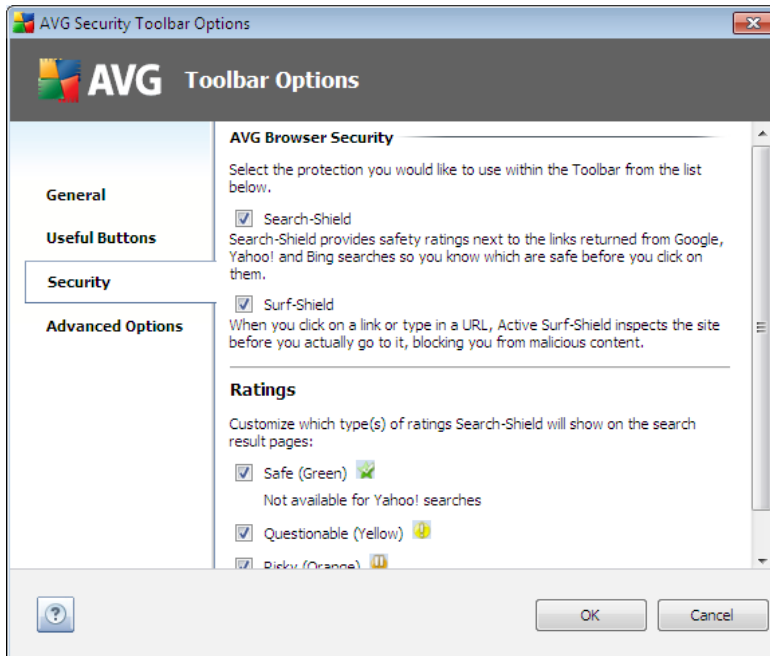 AVG Security Toolbar Options
AVG Toolbar Options
General
Useful Buttons
Security
Advanced Options
AVG Browser Security
Select the protection you would like to use within the Toolbar from the list
below.
Search-Shield
Search-Shield provides safety ratings next to the links returned from Google,
Yahoo! and Bing searches so you know which are safe before you click on
them.
Surf-Shield
When you click on a link or type in a URL, Active Surf-Shield inspects the site
before you actually go to it, blocking you from malicious content.
Ratings
Customize which type(s) of ratings Search-Shield will show on the search
result pages:
Safe (Green)
Not available for Yahoo! searches
Questionable (Yellow)
Risky (Orange)
?
OK
Cancel